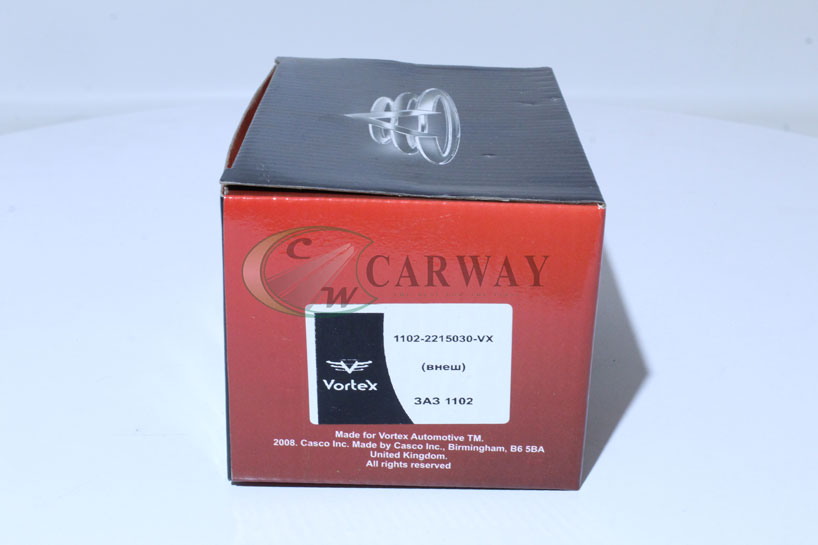 CW CARWAY
1102-2215030-VX
(внеш)
Vortex
ЗАЗ 1102
Made for Vortex Automotive TM.
2008. Casco Inc. Made by Casco Inc., Birmingham, B6 5BA
United Kingdom.
All rights reserved